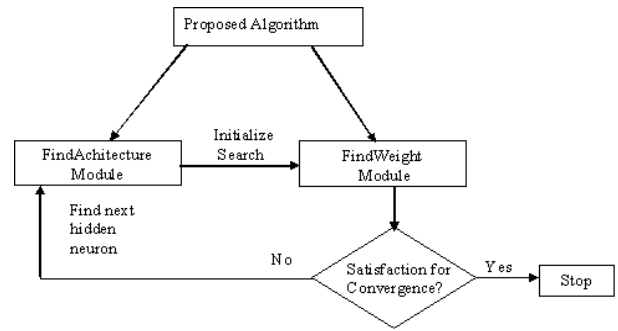 Proposed Algorithm
Initialize
Search
FindAchitecture
Module
FindWeight
Module
Find next
hidden
neuron
No
Satisfaction for
Convergence?
Yes
Stop